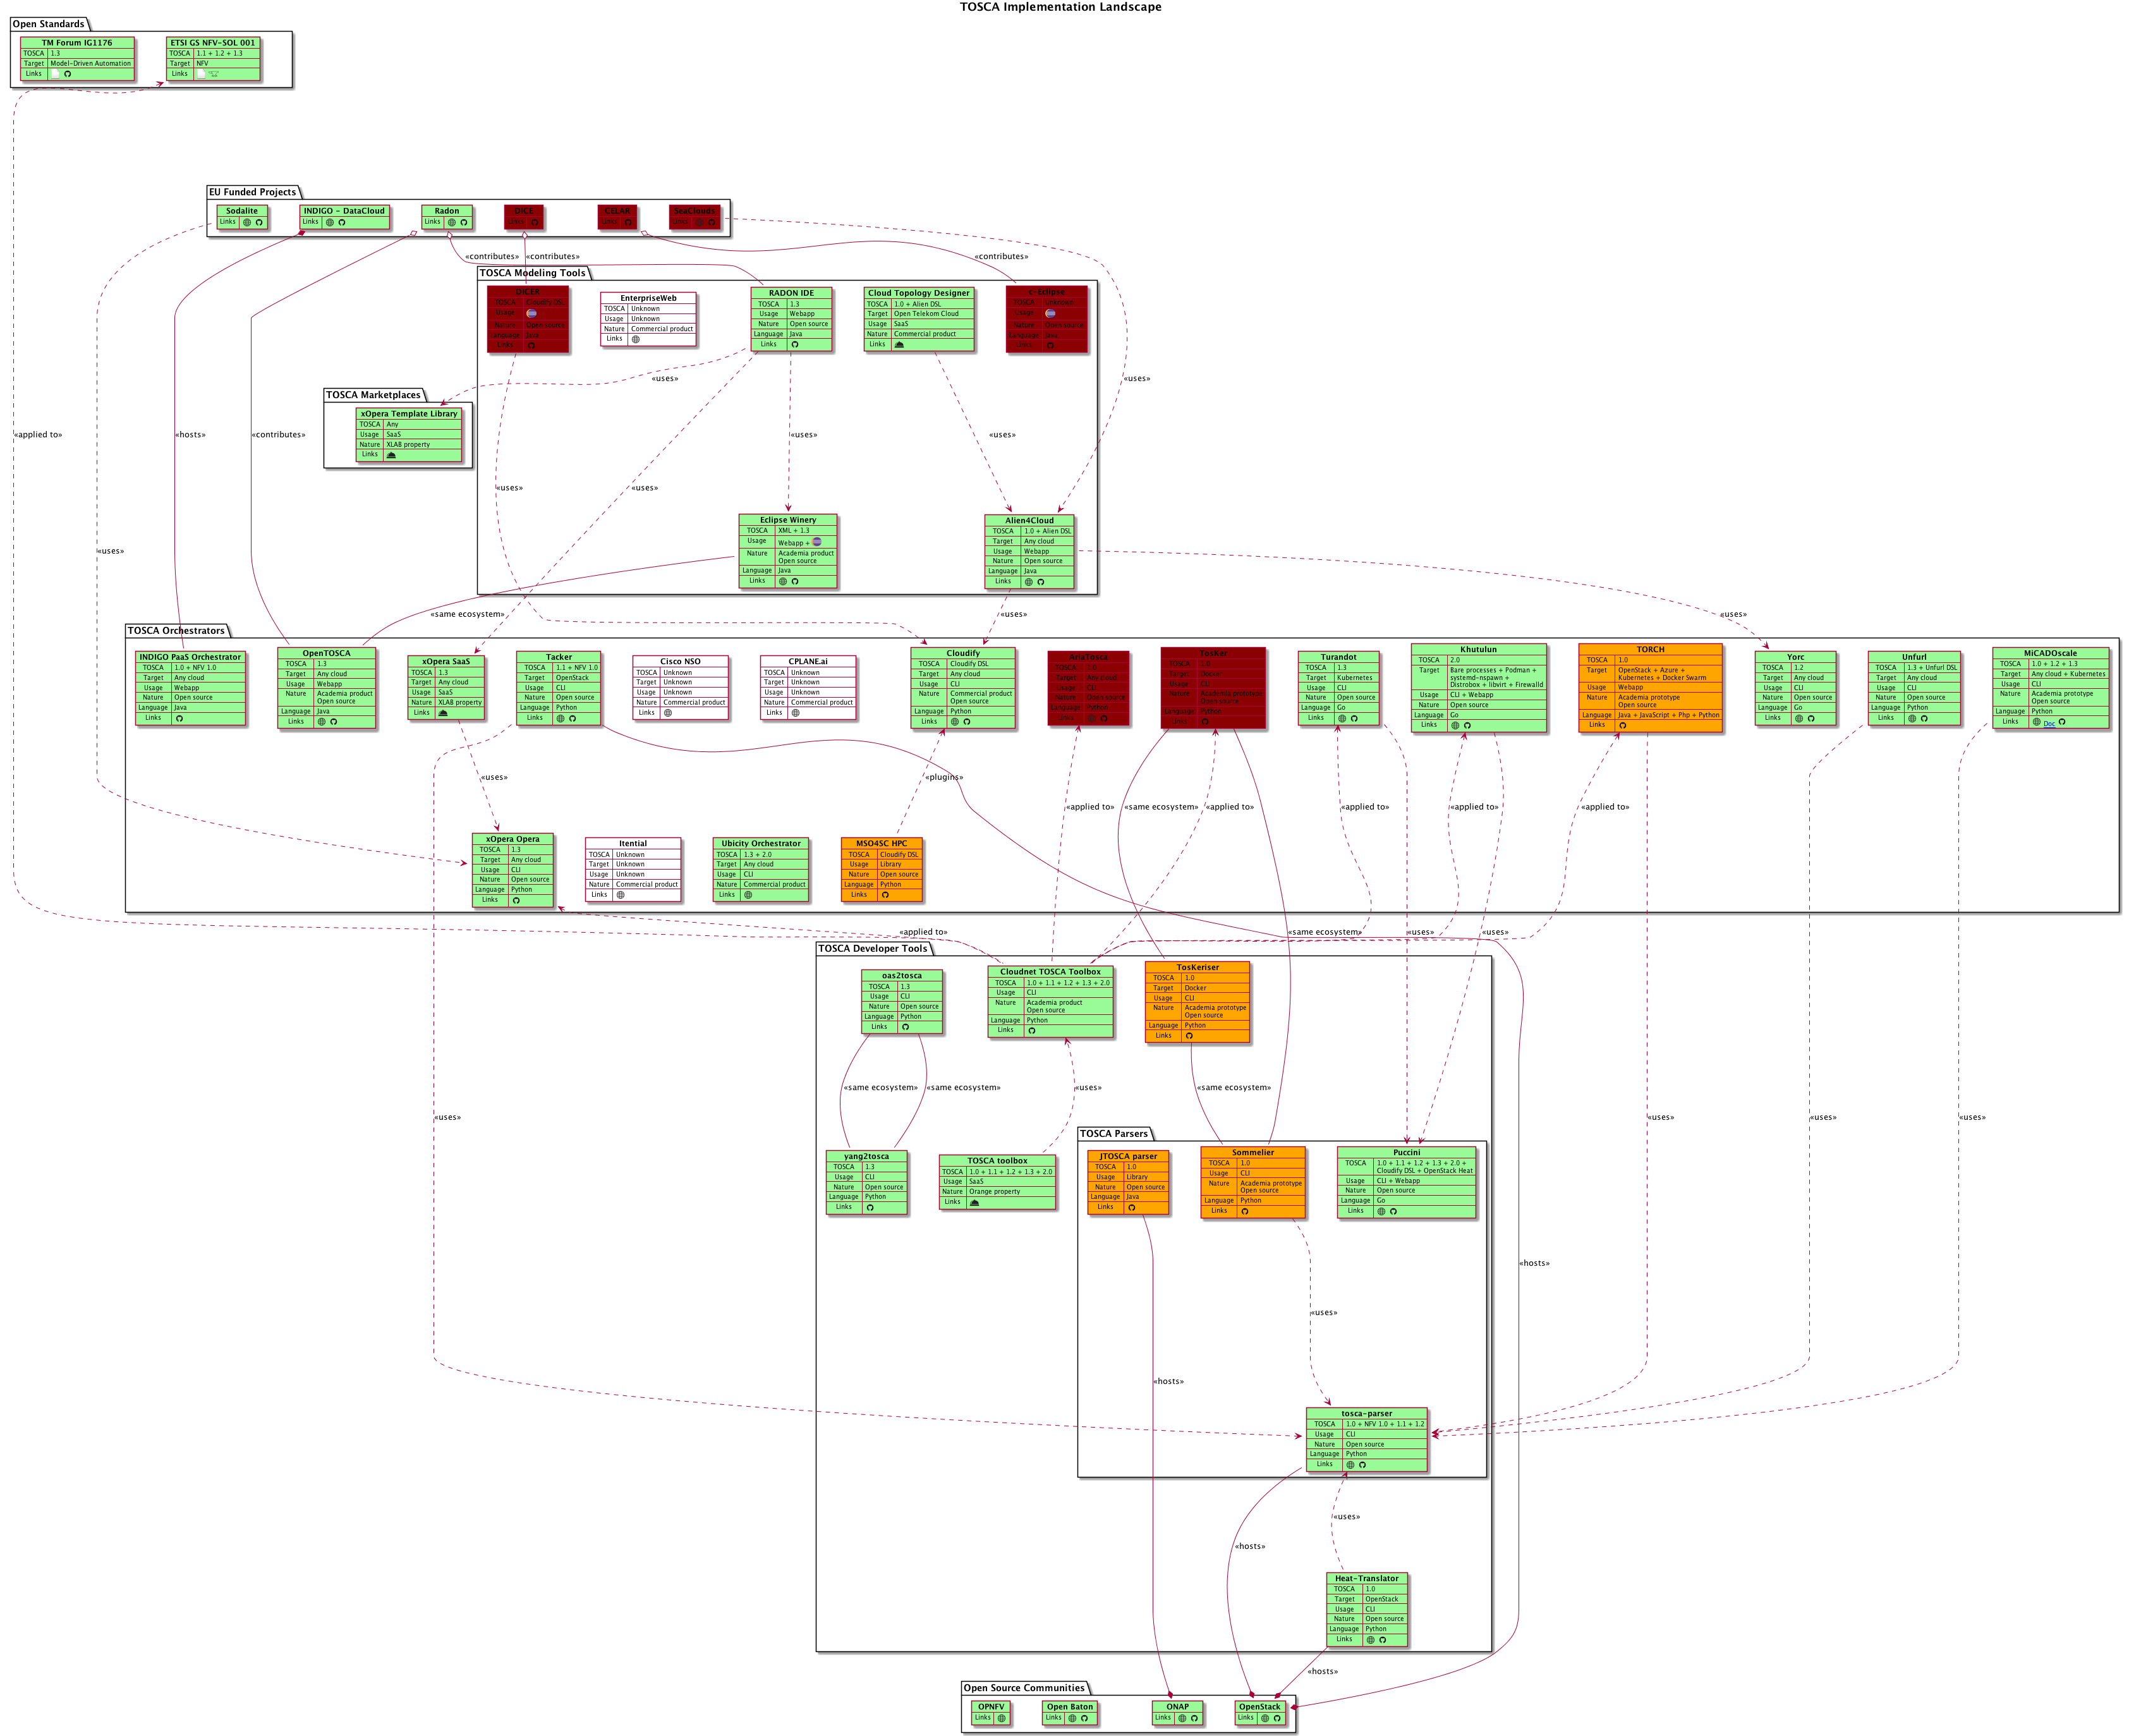 TOSCA Implementation Landscape
Open Standards
TM Forum IG1176
TOSCA 1.3
Target Model-Driven Automation
Links
ETSI GS NFV-SOL 001
TOSCA 1.1 + 1.2 + 1.3
Target NFV
Links
EU Funded Projects
Sodalite
Links
INDIGO - DataCloud
Links
Radon
Links
DICE
Links
CELAR
Links
SeaClouds
Links
«contributes»
«contributes»
«contributes»
TOSCA Modeling Tools
DICER
TOSCA Cloudify DSL
Usage
Nature Open source
Language Java
Links
EnterpriseWeb
TOSCA Unknown
Usage Unknown
Nature Commercial product
Links
RADON IDE
TOSCA 1.3
Usage Webapp
Nature Open source
Language Java
Links
Cloud Topology Designer
TOSCA 1.0 + Alien DSL
Target Open Telekom Cloud
Usage SaaS
Nature Commercial product
Links
c-Eclipse
TOSCA Unknown
Usage
Nature Open source
Language Java
Links
«uses»
«uses»
TOSCA Marketplaces
xOpera Template Library
TOSCA Any
Usage SaaS
Nature XLAB property
Links
«applied to»
«hosts»
«contributes»
«uses»
«uses»
«uses»
«uses»
«uses»
Eclipse Winery
TOSCA XML + 1.3
Usage Webapp +
Nature Academia product
Open source
Language Java
Links
Alien4Cloud
TOSCA 1.0 + Alien DSL
Target Any cloud
Usage Webapp
Nature Open source
Language Java
Links
«same ecosystem»
«uses»
«uses»
TOSCA Orchestrators
INDIGO PaaS Orchestrator
TOSCA 1.0 + NFV 1.0
Target Any cloud
Usage Webapp
Nature Open source
Language Java
Links
OpenTOSCA
TOSCA 1.3
Target Any cloud
Usage Webapp
Nature Academia product
Open source
Language Java
Links
xOpera SaaS
TOSCA 1.3
Target Any cloud
Usage SaaS
Nature XLAB property
Links
Tacker
TOSCA 1.1 + NFV 1.0
Target OpenStack
Usage CLI
Nature Open source
Language Python
Links
Cisco NSO
TOSCA Unknown
Target Unknown
Usage Unknown
Nature Commercial product
Links
CPLANE.ai
TOSCA Unknown
Target Unknown
Usage Unknown
Nature Commercial product
Links
Cloudify
TOSCA Cloudify DSL
Target Any cloud
Usage CLI
Nature Commercial product
Open source
Language Python
Links
AriaTosca
TOSCA 1.0
Target Any cloud
Usage CLI
Nature Open source
Language Python
Links
TosKer
TOSCA 1.0
Target Docker
Usage CLI
Nature Academia prototype
Open source
Language Python
Links
Turandot
TOSCA 1.3
Target Kubernetes
Usage CLI
Nature Open source
Language Go
Links
Khutulun
TOSCA 2.0
Target Bare processes + Podman +
systemd-nspawn +
Distrobox + libvirt + Firewalld
Usage CLI + Webapp
Nature Open source
Language Go
Links
TORCH
TOSCA 1.0
Target OpenStack + Azure +
Kubernetes + Docker Swarm
Usage Webapp
Nature Academia prototype
Open source
Language Java + JavaScript + Php + Python
Links
Yorc
TOSCA 1.2
Target Any cloud
Usage CLI
Nature Open source
Language Go
Links
Unfurl
TOSCA 1.3 + Unfurl DSL
Target Any cloud
Usage CLI
Nature Open source
Language Python
Links
MiCADOscale
TOSCA 1.0 + 1.2 + 1.3
Target Any cloud + Kubernetes
Usage CLI
Nature Academia prototype
Open source
Language Python
Links Doc
«uses»
«plugins»
«applied to»
«same ecosystem»
«applied to»
«applied to»
«applied to»
«applied to»
xOpera Opera
TOSCA 1.3
Target Any cloud
Usage CLI
Nature Open source
Language Python
Links
Itential
TOSCA Unknown
Target Unknown
Usage Unknown
Nature Commercial product
Links
Ubicity Orchestrator
TOSCA 1.3 + 2.0
Target Any cloud
Usage CLI
Nature Commercial product
Links
MSO4SC HPC
TOSCA Cloudify DSL
Usage Library
Nature Open source
Language Python
Links
«applied to»
«same ecosystem»
«uses»
«uses»
TOSCA Developer Tools
oas2tosca
TOSCA 1.3
Usage CLI
Nature Open source
Language Python
Links
Cloudnet TOSCA Toolbox
TOSCA 1.0 + 1.1 + 1.2 + 1.3 + 2.0
Usage CLI
Nature Academia product
Open source
Language Python
Links
TosKeriser
TOSCA 1.0
Target Docker
Usage CLI
Nature Academia prototype
Open source
Language Python
Links
«same ecosystem»
«same ecosystem»
«uses»
«same ecosystem»
«uses»
«uses»
«uses»
«uses»
TOSCA Parsers
yang2tosca
TOSCA 1.3
Usage CLI
Nature Open source
Language Python
Links
TOSCA toolbox
TOSCA 1.0 + 1.1 + 1.2 + 1.3 + 2.0
Usage SaaS
Nature Orange property
Links
JTOSCA parser
TOSCA 1.0
Usage Library
Nature Open source
Language Java
Links
Sommelier
TOSCA 1.0
Usage CLI
Nature Academia prototype
Open source
Language Python
Links
Puccini
TOSCA 1.0 + 1.1 + 1.2 + 1.3 + 2.0 +
Cloudify DSL + OpenStack Heat
Usage CLI + Webapp
Nature Open source
Language Go
Links
«hosts»
«uses»
«hosts»
tosca-parser
TOSCA 1.0 + NFV 1.0 + 1.1 + 1.2
Usage CLI
Nature Open source
Language Python
Links
«uses»
«hosts»
Heat-Translator
TOSCA 1.0
Target OpenStack
Usage CLI
Nature Open source
Language Python
Links
«hosts»
Open Source Communities
OPNFV
Links
Open Baton
Links
ONAP
Links
OpenStack
Links